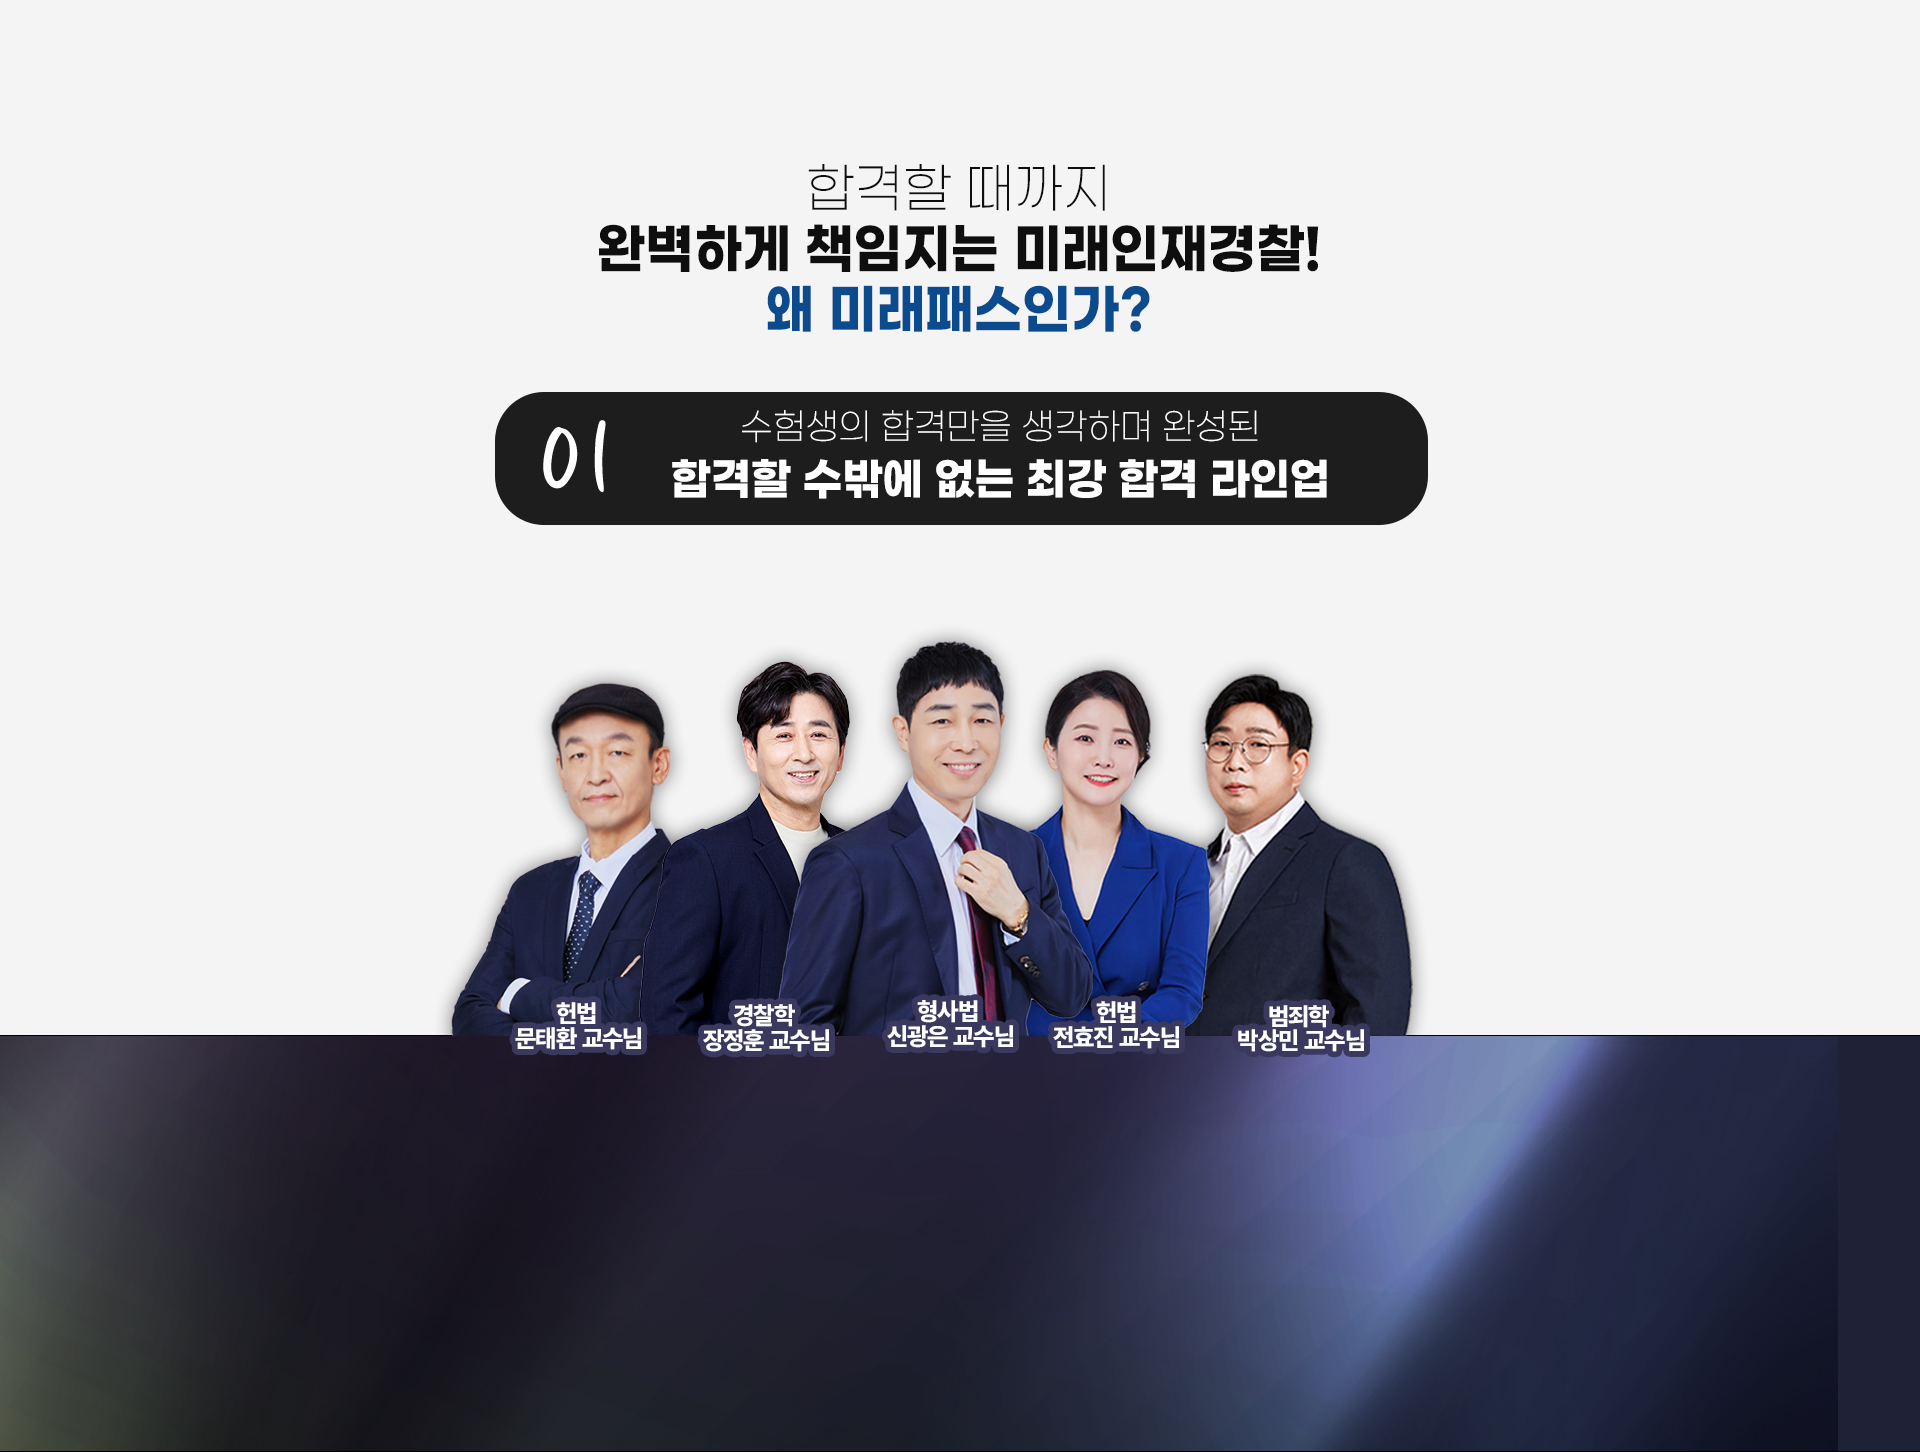 합격할 때까지
완벽하게 책임지는 미래인재경찰!
왜 미래패스인가?
01
수험생의 합격만을 생각하며 완성된
합격할 수밖에 없는 최강 합격 라인업
헌법
문태환 교수님
경찰학
장정훈 교수님
형사법
신광은 교수님
헌법
전효진 교수님
범죄학
박상민 교수님